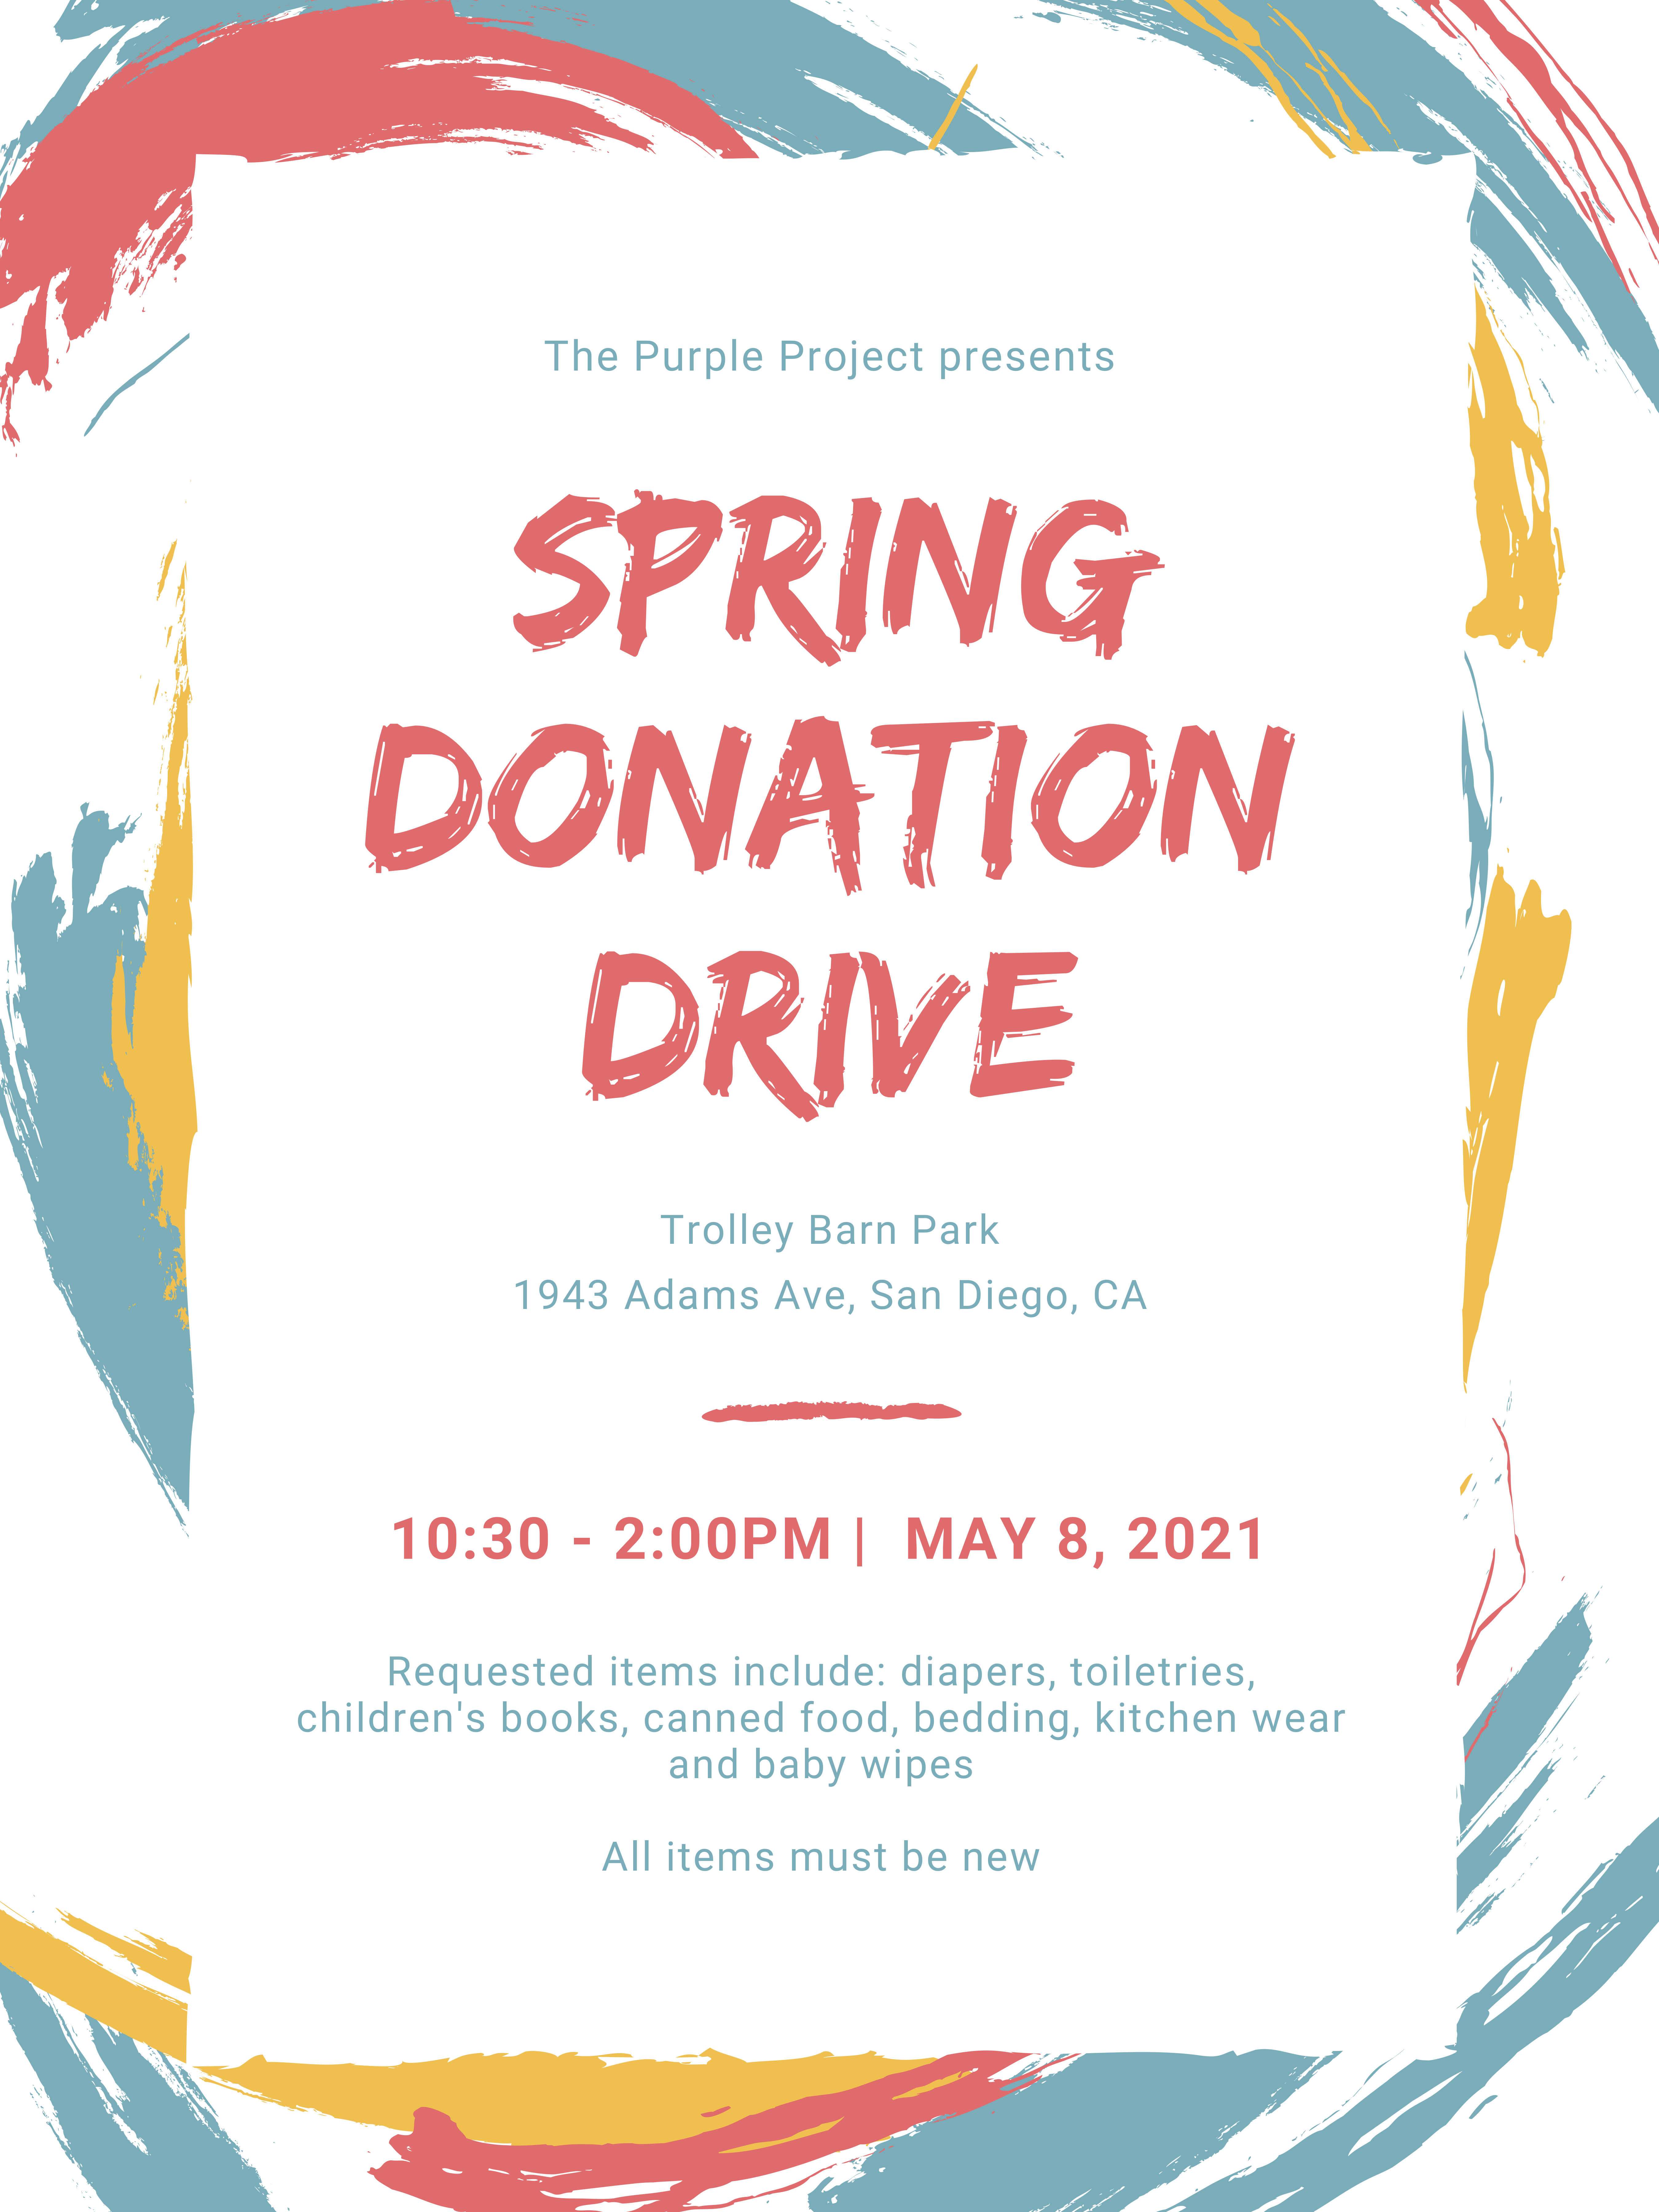 The Purple Project presents
SPRING
DONATION
DRIVE
Trolley Barn Park
1943 Adams Ave, San Diego, CA
10:30 - 2:00PM | MAY 8, 2021
Requested items include: diapers, toiletries,
children's books, canned food, bedding, kitchen wear
and baby wipes
All items must be new